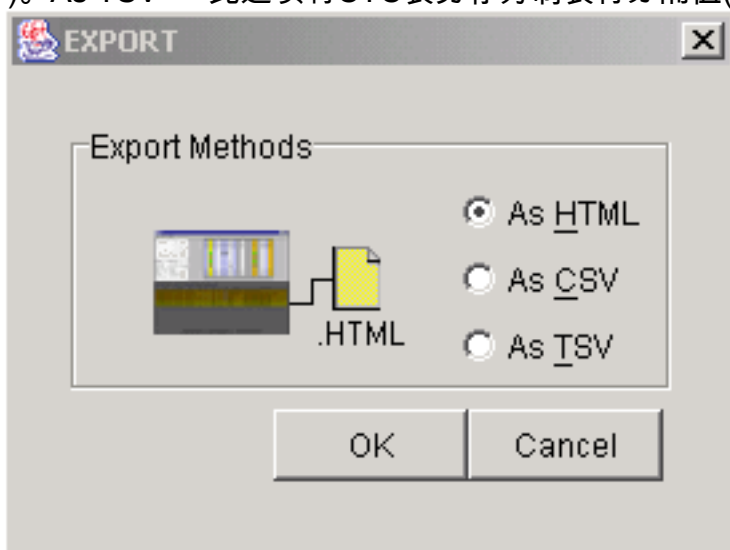 EXPORT
Export Methods
As HTML
As CSV
.HTML
As TSV
OK
Cancel